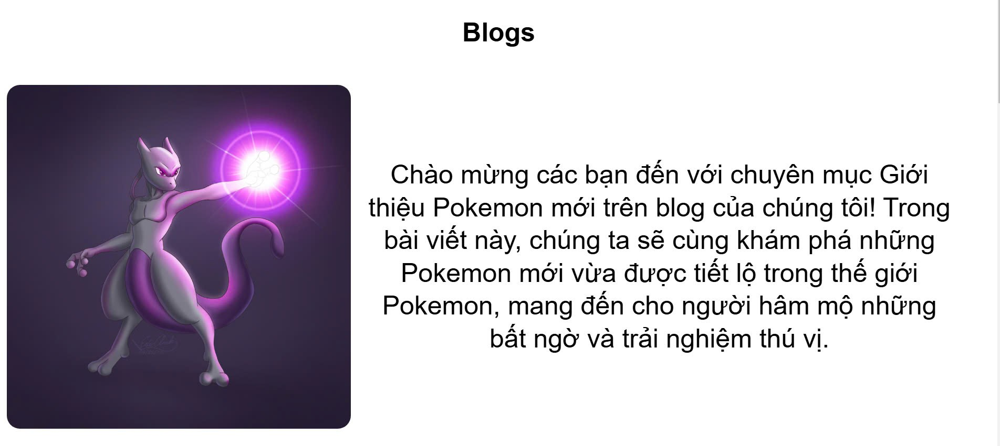 Blogs
Chào mừng các bạn đến với chuyên mục Giới
thiệu Pokemon mới trên blog của chúng tôi! Trong
bài viết này, chúng ta sẽ cùng khám phá những
Pokemon mới vừa được tiết lộ trong thế giới
Pokemon, mang đến cho người hâm mộ những
bất ngờ và trải nghiệm thú vị.